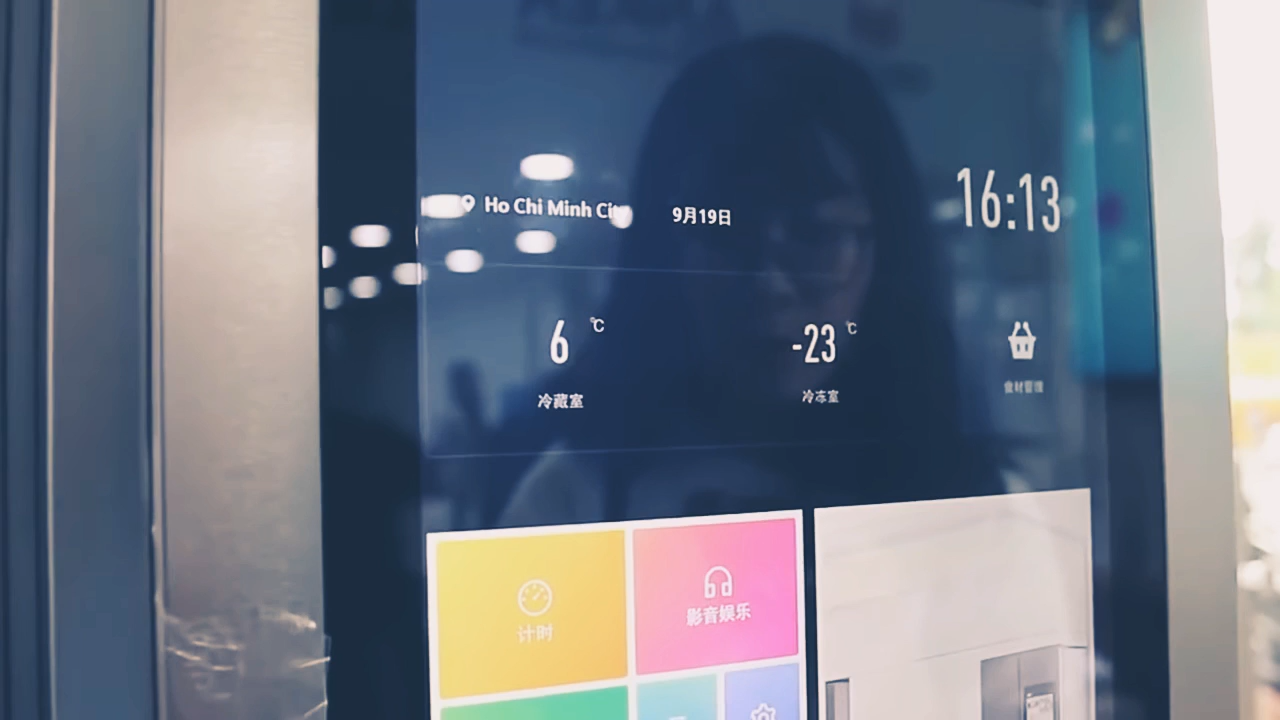 Ho Chi Minh City
9月19日
16:13
6 ℃
-23 ℃
冷藏室
冷冻室
食材管理
计时
影音娱乐